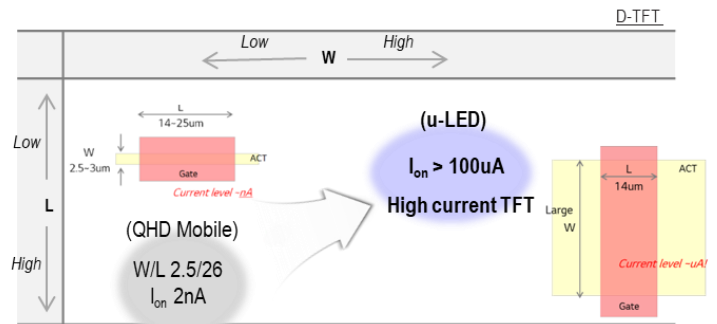 D-TFT
Low
High
W
Low
L
High
L
14~25um
W
2.5~3um
ACT
Gate
Current level ~nA
(QHD Mobile)
W/L 2.5/26
Ion 2nA
(u-LED)
Ion > 100uA
High current TFT
ACT
L
14um
Large
W
Current level ~uA!
Gate